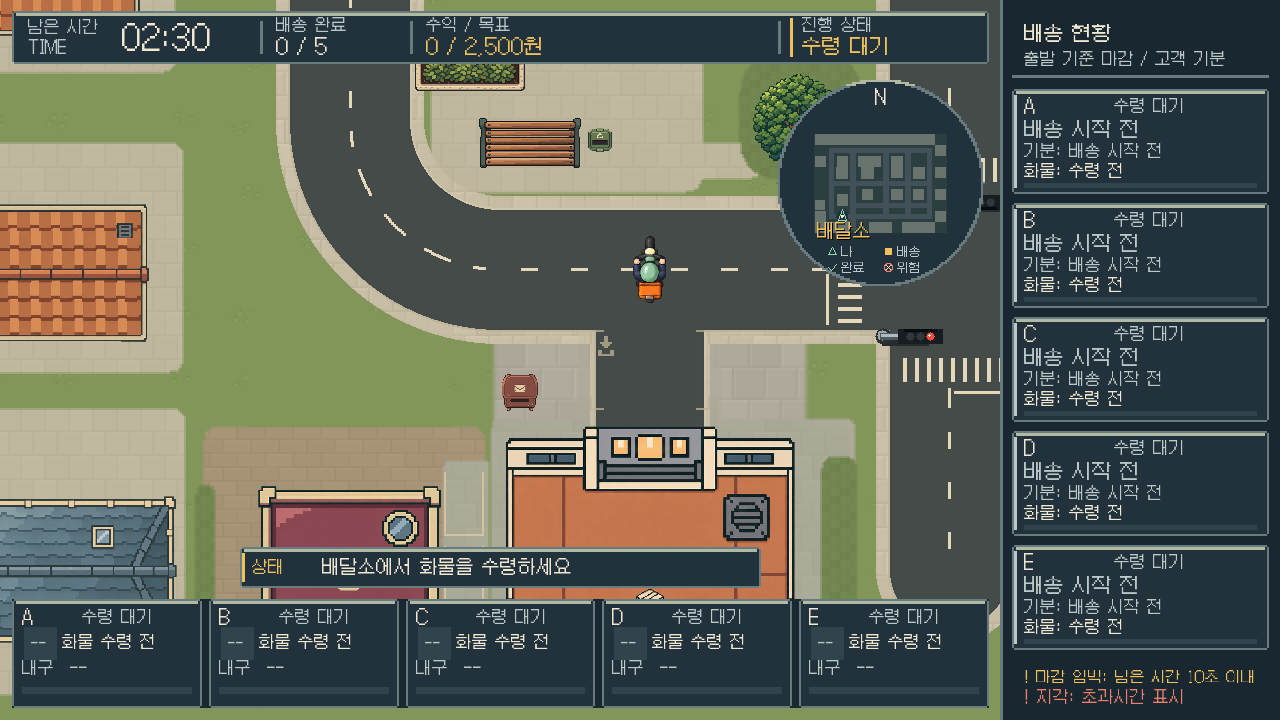 남은 시간
TIME 02:30
배송 완료
0 / 5
수익 / 목표
0 / 2,500원
진행 상태
수령 대기
N
배달소
나
배송
완료
위험
배송 현황
출발 기준 마감 / 고객 기분
A 수령 대기
배송 시작 전
기분: 배송 시작 전
화물: 수령 전
B 수령 대기
배송 시작 전
기분: 배송 시작 전
화물: 수령 전
C 수령 대기
배송 시작 전
기분: 배송 시작 전
화물: 수령 전
D 수령 대기
배송 시작 전
기분: 배송 시작 전
화물: 수령 전
E 수령 대기
배송 시작 전
기분: 배송 시작 전
화물: 수령 전
! 마감 임박: 남은 시간 10초 이내
! 지각: 초과시간 표시
상태 배달소에서 화물을 수령하세요
A 수령 대기
-- 화물 수령 전
내구 --
B 수령 대기
-- 화물 수령 전
내구 --
C 수령 대기
-- 화물 수령 전
내구 --
D 수령 대기
-- 화물 수령 전
내구 --
E 수령 대기
-- 화물 수령 전
내구 --